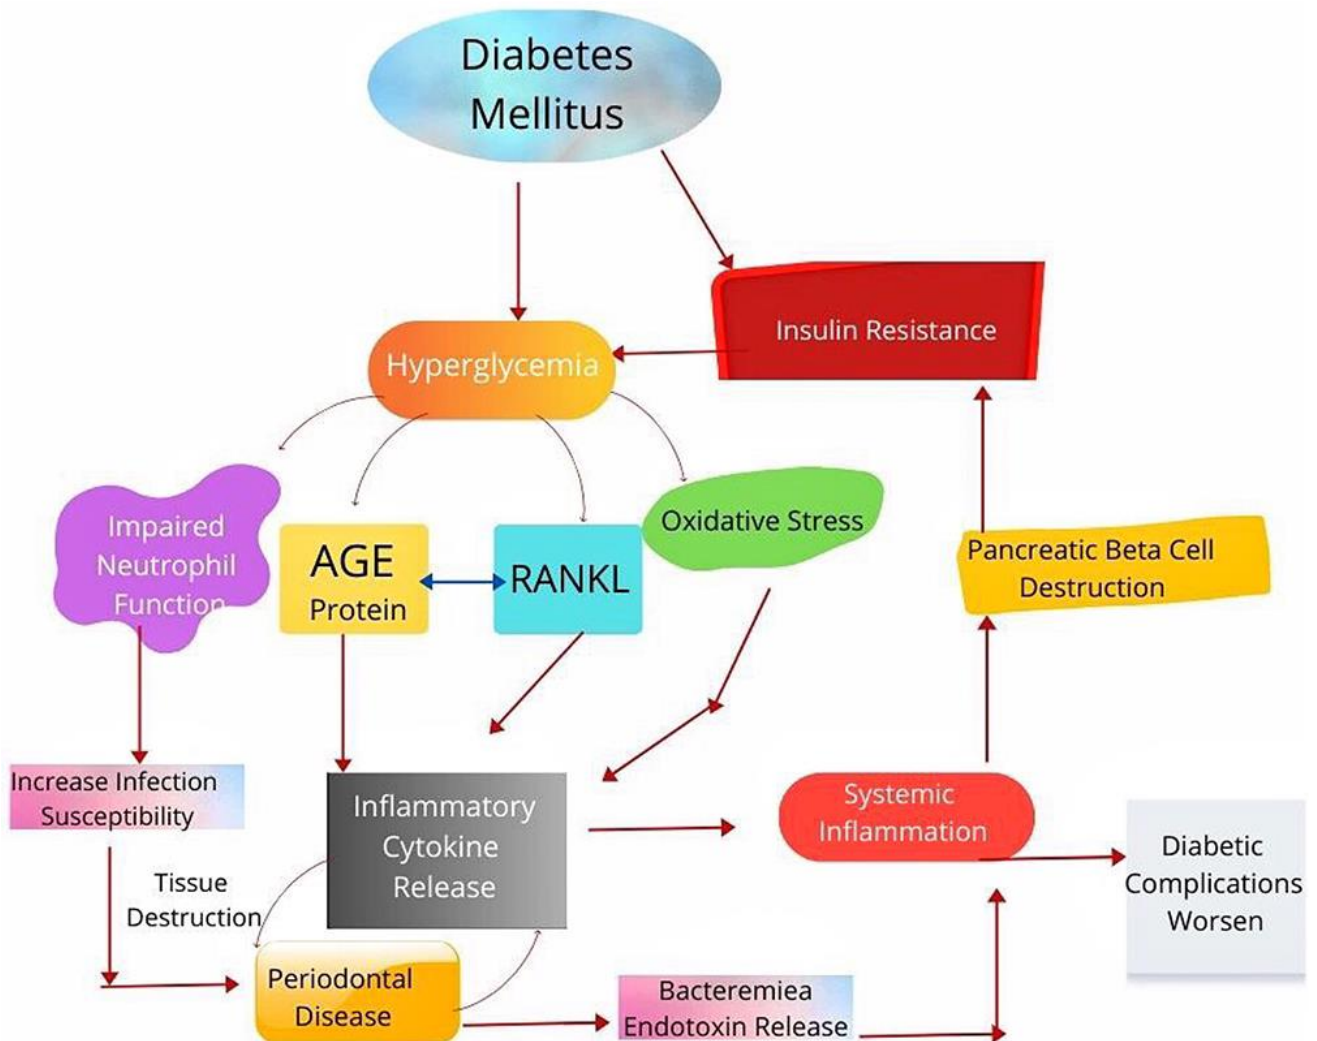 Diabetes
Mellitus
Insulin Resistance
Hyperglycemia
Impaired
Neutrophil
Function
AGE
Protein
RANKL
Oxidative Stress
Pancreatic Beta Cell
Destruction
Increase Infection
Susceptibility
Inflammatory
Cytokine
Release
Systemic
Inflammation
Diabetic
Complications
Worsen
Tissue
Destruction
Periodontal
Disease
Bacteremiea
Endotoxin Release